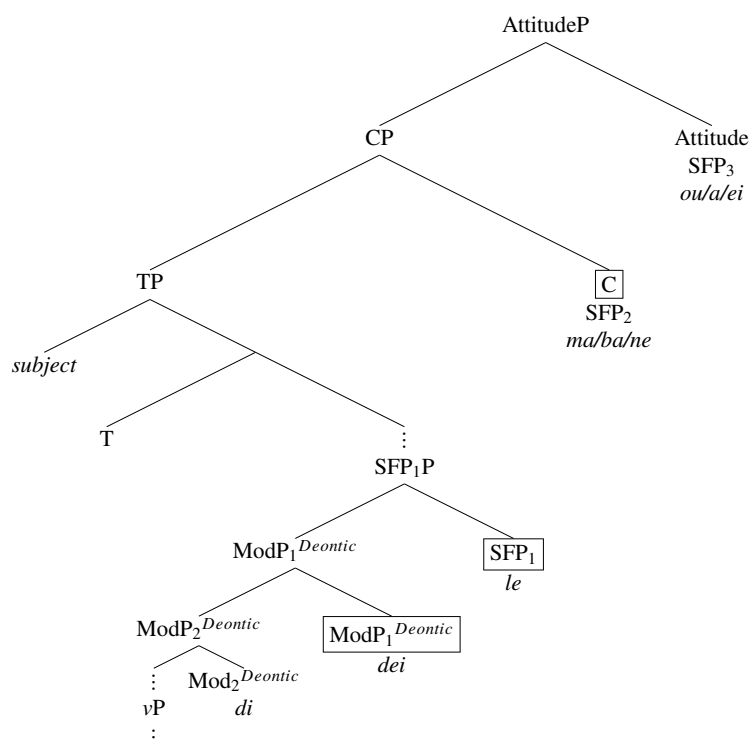 AttitudeP
CP Attitude
SFP₃
ou/a/ei
TP C
SFP₂
ma/ba/ne
subject
T ⋮
SFP₁P
ModP₁ᴰᵉᵒⁿᵗⁱᶜ SFP₁
le
ModP₂ᴰᵉᵒⁿᵗⁱᶜ ModP₁ᴰᵉᵒⁿᵗⁱᶜ
dei
⋮ Mod₂ᴰᵉᵒⁿᵗⁱᶜ
vP di
⋮